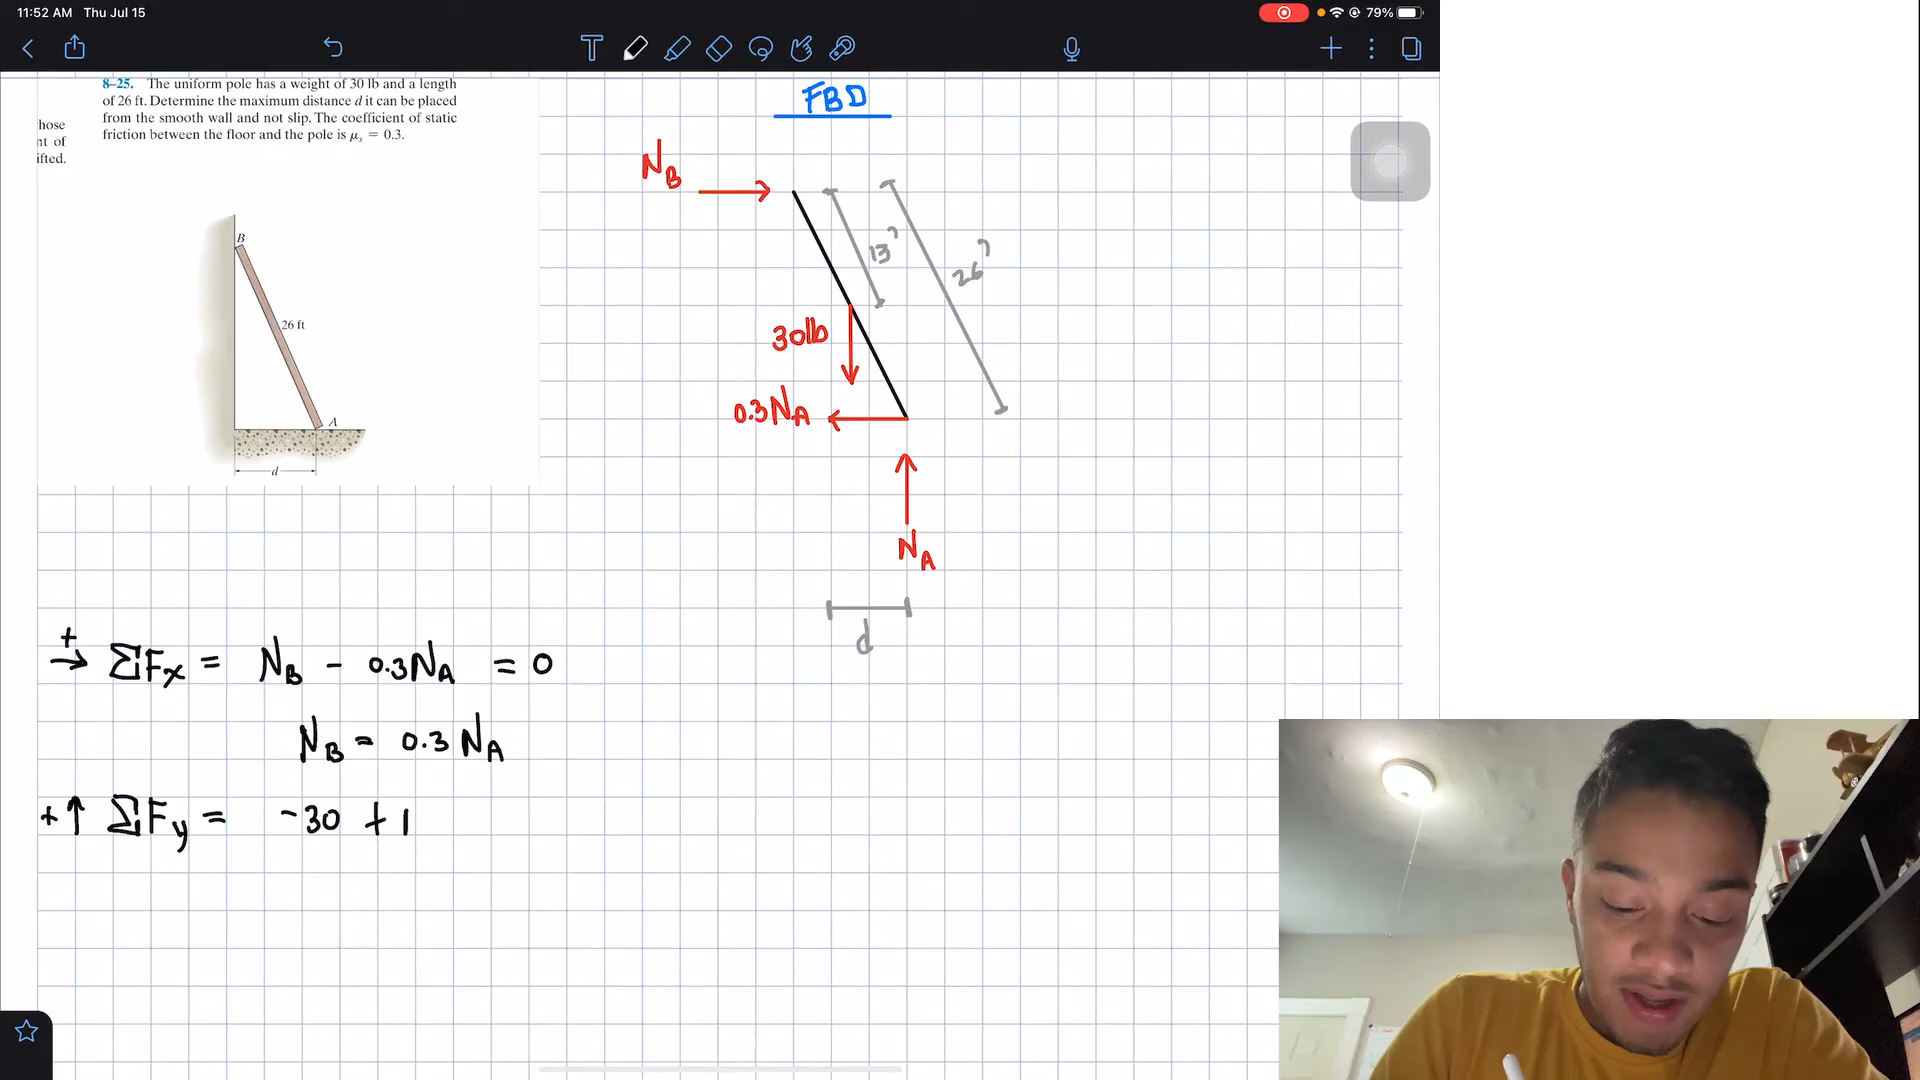 11:52 AM Thu Jul 15
79%
8–25. The uniform pole has a weight of 30 lb and a length
of 26 ft. Determine the maximum distance d it can be placed
from the smooth wall and not slip. The coefficient of static
friction between the floor and the pole is μs = 0.3.
hose
nt of
ifted.
B
26 ft
A
d
FBD
NB
13'
26'
30lb
0.3NA
NA
d
+→ ΣFx = NB - 0.3NA = 0
NB = 0.3 NA
+↑ ΣFy = -30 + 1